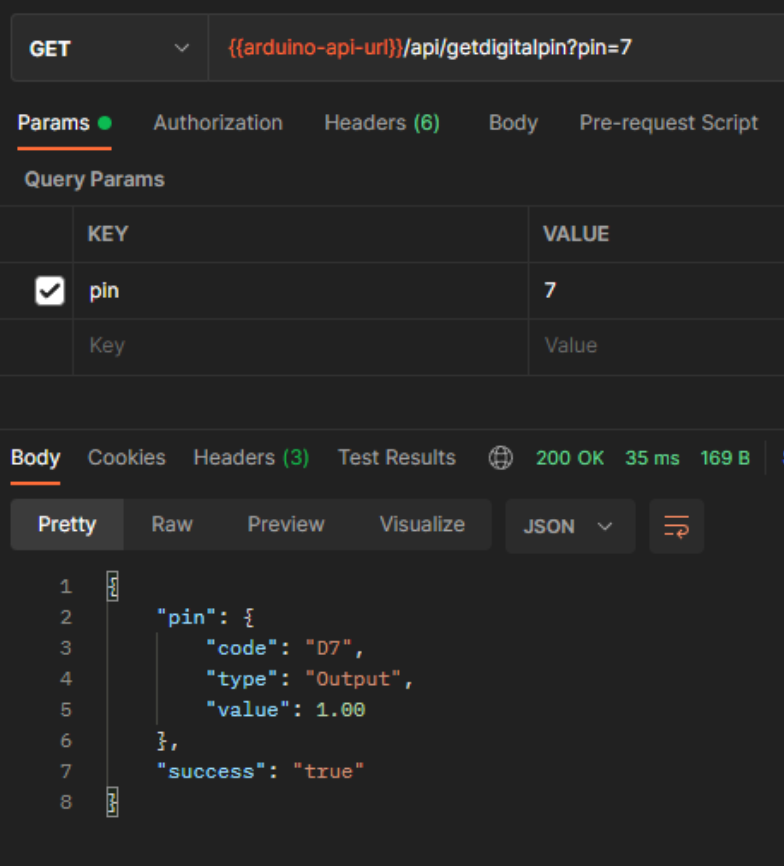 GET {{arduino-api-url}}/api/getdigitalpin?pin=7
Params Authorization Headers (6) Body Pre-request Script
Query Params
KEY VALUE
pin 7
Key Value
Body Cookies Headers (3) Test Results 200 OK 35 ms 169 B
Pretty Raw Preview Visualize JSON
1 {
2 "pin": {
3 "code": "D7",
4 "type": "Output",
5 "value": 1.00
6 },
7 "success": "true"
8 }